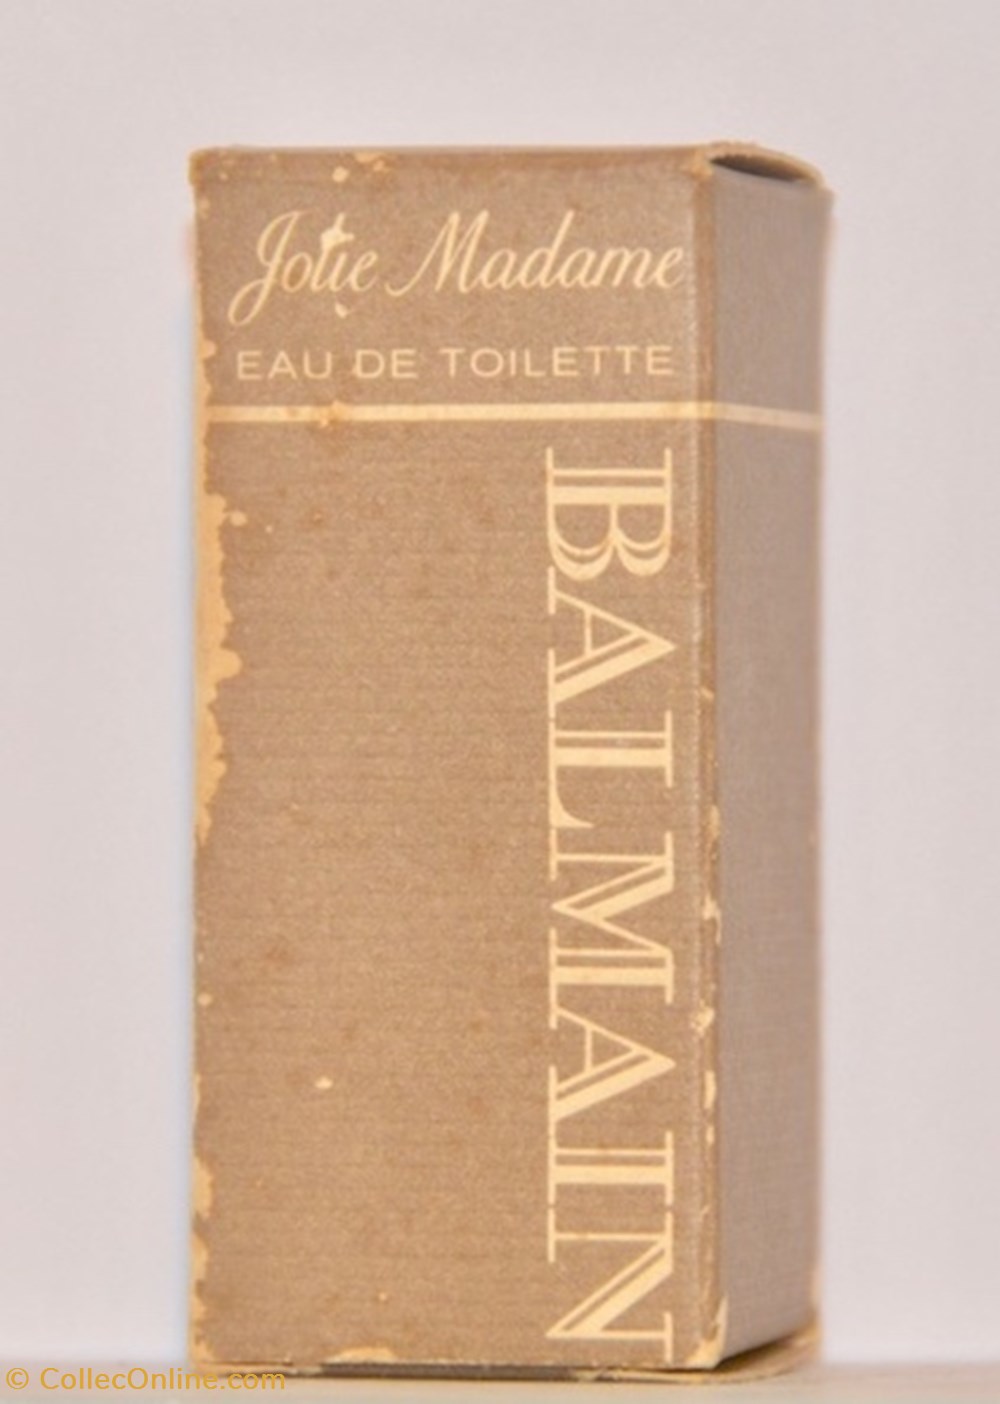 Jolie Madame
EAU DE TOILETTE
BALMAIN
© CollecOnline.com